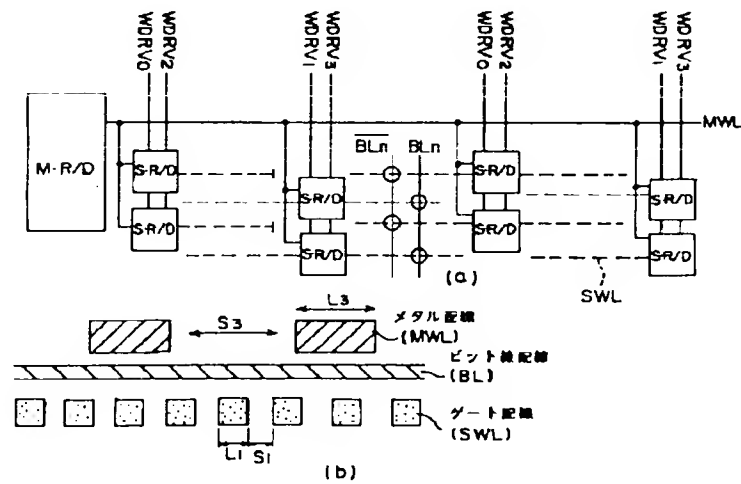 WDRV0
WDRV2
WDRV1
WDRV3
WDRV0
WDRV2
WDRV1
WDRV3
MWL
M·R/D
BLn BLn
S·R/D
S·R/D
S·R/D
S·R/D
S·R/D
S·R/D
S·R/D
S·R/D
SWL
(a)
L3
S3
メタル配線
(MWL)
ビット線配線
(BL)
ゲート配線
(SWL)
L1 S1
(b)